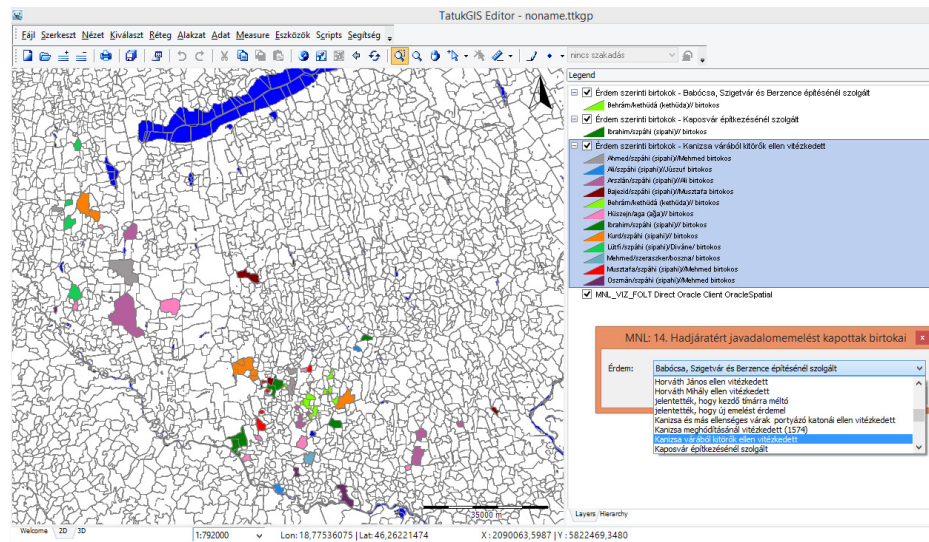 TatukGIS Editor - noname.ttkgp
Fájl Szerkeszt Nézet Kiválaszt Réteg Alakzat Adat Measure Eszközök Scripts Segítség
nincs szakadás
Legend
Érdem szerinti birtokok - Babócsa, Szigetvár és Berzence építésénél szolgált
Behrám/kethüdá (kethüda)// birtokos
Érdem szerinti birtokok - Kaposvár építkezésénél szolgált
Ibrahim/szpáhi (sipahi)// birtokos
Érdem szerinti birtokok - Kanizsa várából kitörők ellen vitézkedett
Ahmed/szpáhi (sipahi)//Mehmed birtokos
Ali/szpáhi (sipahi)//Júszuf birtokos
Arszlán/szpáhi (sipahi)//Ali birtokos
Bajezid/szpáhi (sipahi)//Musztafa birtokos
Behrám/kethüdá (kethüda)// birtokos
Hüszejn/aga (ağa)// birtokos
Ibrahim/szpáhi (sipahi)// birtokos
Kurd/szpáhi (sipahi)// birtokos
Lütfi/szpáhi (sipahi)/Diváne/ birtokos
Mehmed/szeraszker/boszna/ birtokos
Musztafa/szpáhi (sipahi)//Mehmed birtokos
Oszmán/szpáhi (sipahi)//Mehmed birtokos
MNL_VIZ_FOLT Direct Oracle Client OracleSpatial
MNL: 14. Hadjáratért javadalomemelést kapottak birtokai
x
Érdem:
Babócsa, Szigetvár és Berzence építésénél szolgált
Horváth János ellen vitézkedett
Horváth Mihály ellen vitézkedett
jelentették, hogy kezdő tímárra méltó
jelentették, hogy új emelést érdemel
Kanizsa és más ellenséges várak portyázó katonái ellen vitézkedett
Kanizsa meghódításánál vitézkedett (1574)
Kanizsa várából kitörők ellen vitézkedett
Kaposvár építkezésénél szolgált
35000 m
Layers Hierarchy
Welcome 2D 3D
1:792000
Lon: 18,77536075 | Lat: 46,26221474
X : 2090063,5987 | Y : 5822469,3480